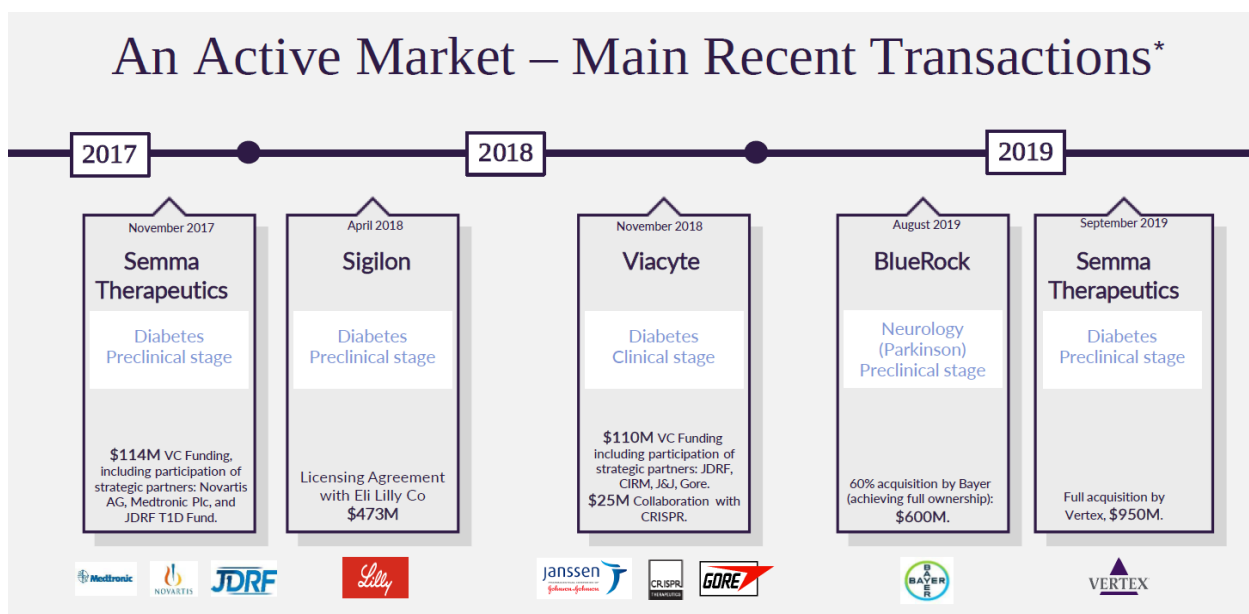 An Active Market – Main Recent Transactions*
2017
2018
2019
November 2017
Semma
Therapeutics
Diabetes
Preclinical stage
$114M VC Funding,
including participation of
strategic partners: Novartis
AG, Medtronic Plc, and
JDRF T1D Fund.
April 2018
Sigilon
Diabetes
Preclinical stage
Licensing Agreement
with Eli Lilly Co
$473M
November 2018
Viacyte
Diabetes
Clinical stage
$110M VC Funding
including participation of
strategic partners: JDRF,
CIRM, J&J, Gore.
$25M Collaboration with
CRISPR.
August 2019
BlueRock
Neurology
(Parkinson)
Preclinical stage
60% acquisition by Bayer
(achieving full ownership):
$600M.
September 2019
Semma
Therapeutics
Diabetes
Preclinical stage
Full acquisition by
Vertex, $950M.
Medtronic
NOVARTIS
JDRF
Lilly
janssen
Johnson & Johnson
CRISPR
THERAPEUTICS
GORE
BAYER
BAYER
VERTEX